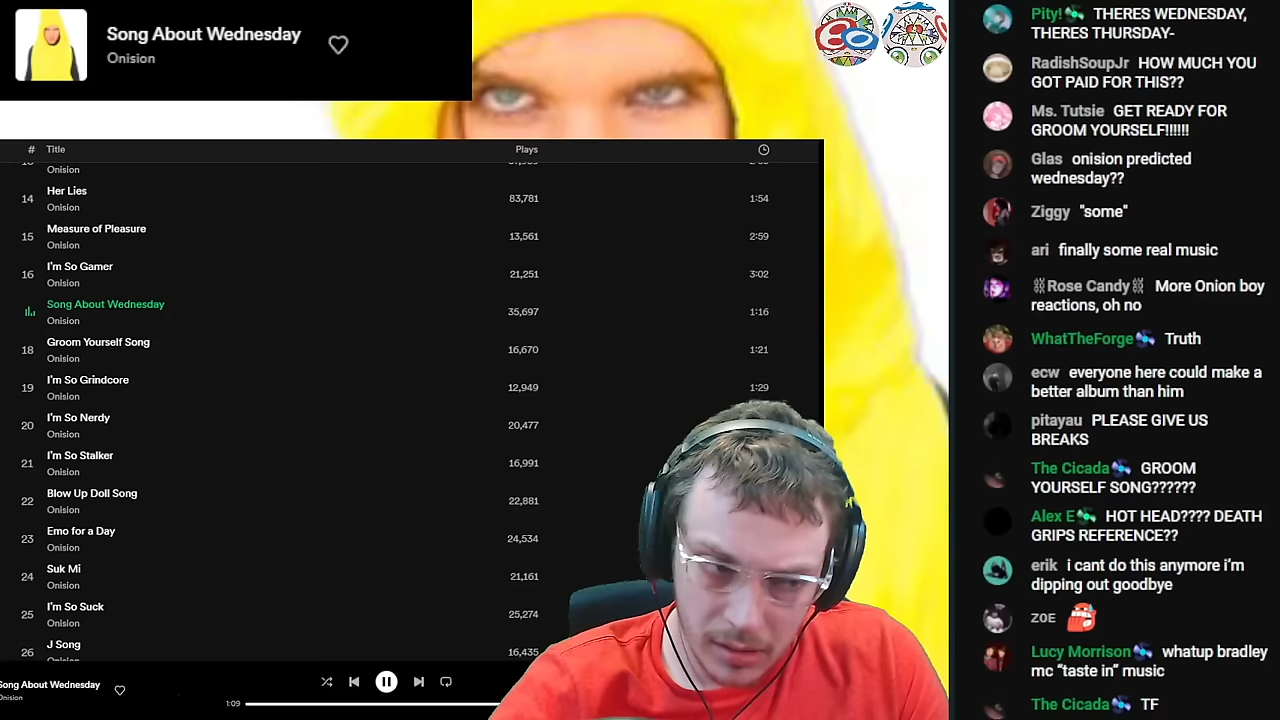 Song About Wednesday
Onision
# Title Plays
Onision
14 Her Lies 83,781 1:54
Onision
15 Measure of Pleasure 13,561 2:59
Onision
16 I'm So Gamer 21,251 3:02
Onision
Song About Wednesday 35,697 1:16
Onision
18 Groom Yourself Song 16,670 1:21
Onision
19 I'm So Grindcore 12,949 1:29
Onision
20 I'm So Nerdy 20,477
Onision
21 I'm So Stalker 16,991
Onision
22 Blow Up Doll Song 22,881
Onision
23 Emo for a Day 24,534
Onision
24 Suk Mi 21,161
Onision
25 I'm So Suck 25,274
Onision
26 J Song 16,435
Song About Wednesday
Onision
1:09
Pity! THERES WEDNESDAY,
THERES THURSDAY-
RadishSoupJr HOW MUCH YOU
GOT PAID FOR THIS??
Ms. Tutsie GET READY FOR
GROOM YOURSELF!!!!!!
Glas onision predicted
wednesday??
Ziggy "some"
ari finally some real music
Rose Candy More Onion boy
reactions, oh no
WhatTheForge Truth
ecw everyone here could make a
better album than him
pitayau PLEASE GIVE US
BREAKS
The Cicada GROOM
YOURSELF SONG??????
Alex E HOT HEAD???? DEATH
GRIPS REFERENCE??
erik i cant do this anymore i'm
dipping out goodbye
ZOE
Lucy Morrison whatup bradley
mc “taste in” music
The Cicada TF